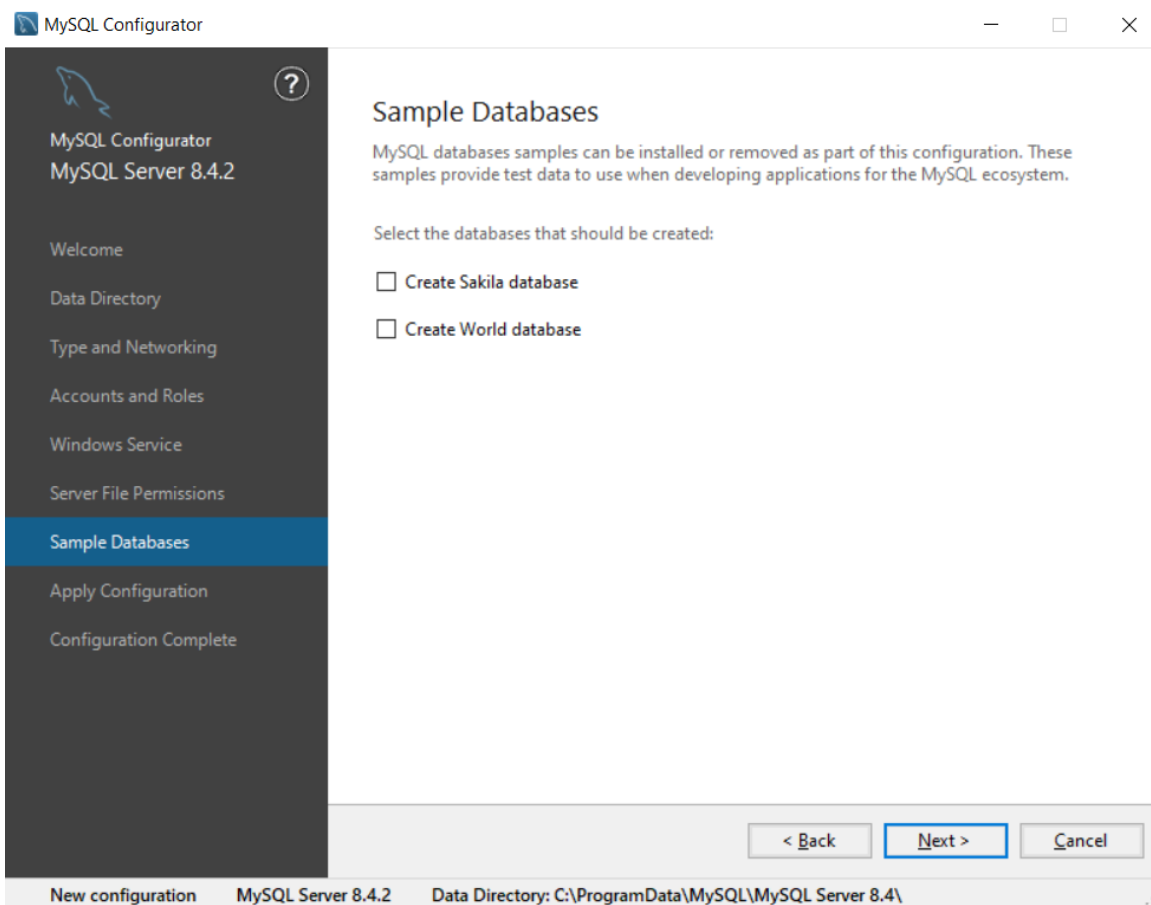 MySQL Configurator
?
MySQL Configurator
MySQL Server 8.4.2
Welcome
Data Directory
Type and Networking
Accounts and Roles
Windows Service
Server File Permissions
Sample Databases
Apply Configuration
Configuration Complete
Sample Databases
MySQL databases samples can be installed or removed as part of this configuration. These
samples provide test data to use when developing applications for the MySQL ecosystem.
Select the databases that should be created:
Create Sakila database
Create World database
< Back Next > Cancel
New configuration MySQL Server 8.4.2 Data Directory: C:\ProgramData\MySQL\MySQL Server 8.4\